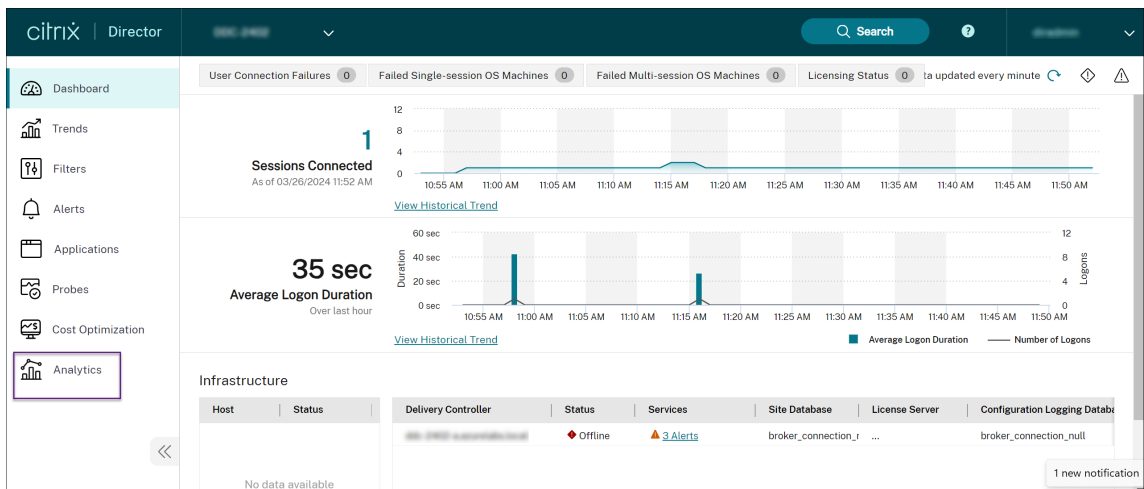 citrix | Director
Search
?
User Connection Failures 0 Failed Single-session OS Machines 0 Failed Multi-session OS Machines 0 Licensing Status 0 ta updated every minute
Dashboard
Trends
Filters
Alerts
Applications
Probes
Cost Optimization
Analytics
1
Sessions Connected
As of 03/26/2024 11:52 AM
12
8
4
0
10:55 AM 11:00 AM 11:05 AM 11:10 AM 11:15 AM 11:20 AM 11:25 AM 11:30 AM 11:35 AM 11:40 AM 11:45 AM 11:50 AM
View Historical Trend
35 sec
Average Logon Duration
Over last hour
Duration
60 sec
40 sec
20 sec
0 sec
12
8
4
0
Logons
10:55 AM 11:00 AM 11:05 AM 11:10 AM 11:15 AM 11:20 AM 11:25 AM 11:30 AM 11:35 AM 11:40 AM 11:45 AM 11:50 AM
View Historical Trend
Average Logon Duration Number of Logons
Infrastructure
Host Status
No data available
Delivery Controller Status Services Site Database License Server Configuration Logging Databa
Offline 3 Alerts broker_connection_r ... broker_connection_null
1 new notification